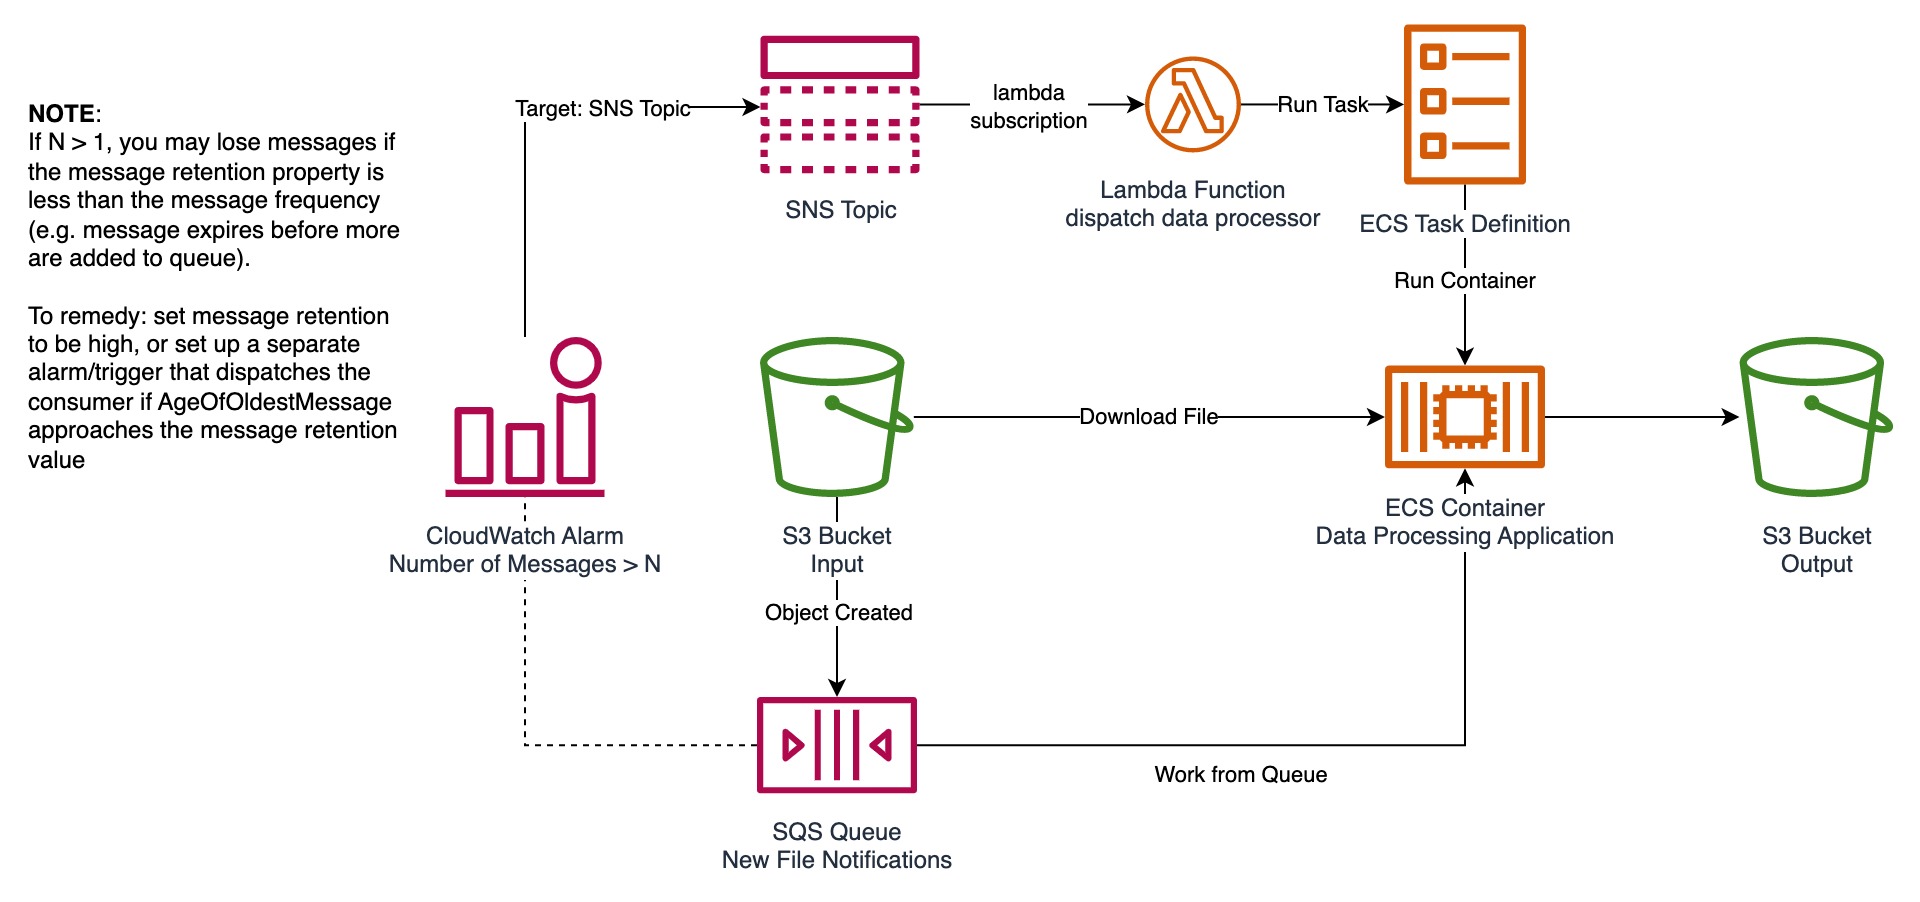 NOTE:
If N > 1, you may lose messages if
the message retention property is
less than the message frequency
(e.g. message expires before more
are added to queue).
To remedy: set message retention
to be high, or set up a separate
alarm/trigger that dispatches the
consumer if AgeOfOldestMessage
approaches the message retention
value
Target: SNS Topic
SNS Topic
lambda
subscription
Lambda Function
dispatch data processor
Run Task
ECS Task Definition
Run Container
CloudWatch Alarm
Number of Messages > N
S3 Bucket
Input
Download File
ECS Container
Data Processing Application
S3 Bucket
Output
Object Created
SQS Queue
New File Notifications
Work from Queue